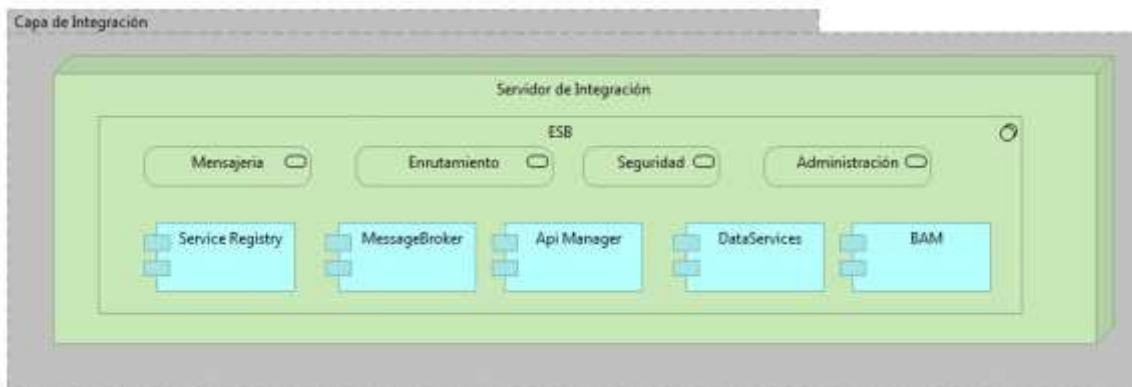 Capa de Integración
Servidor de Integración
ESB
Mensajeria
Enrutamiento
Seguridad
Administración
Service Registry
MessageBroker
Api Manager
DataServices
BAM